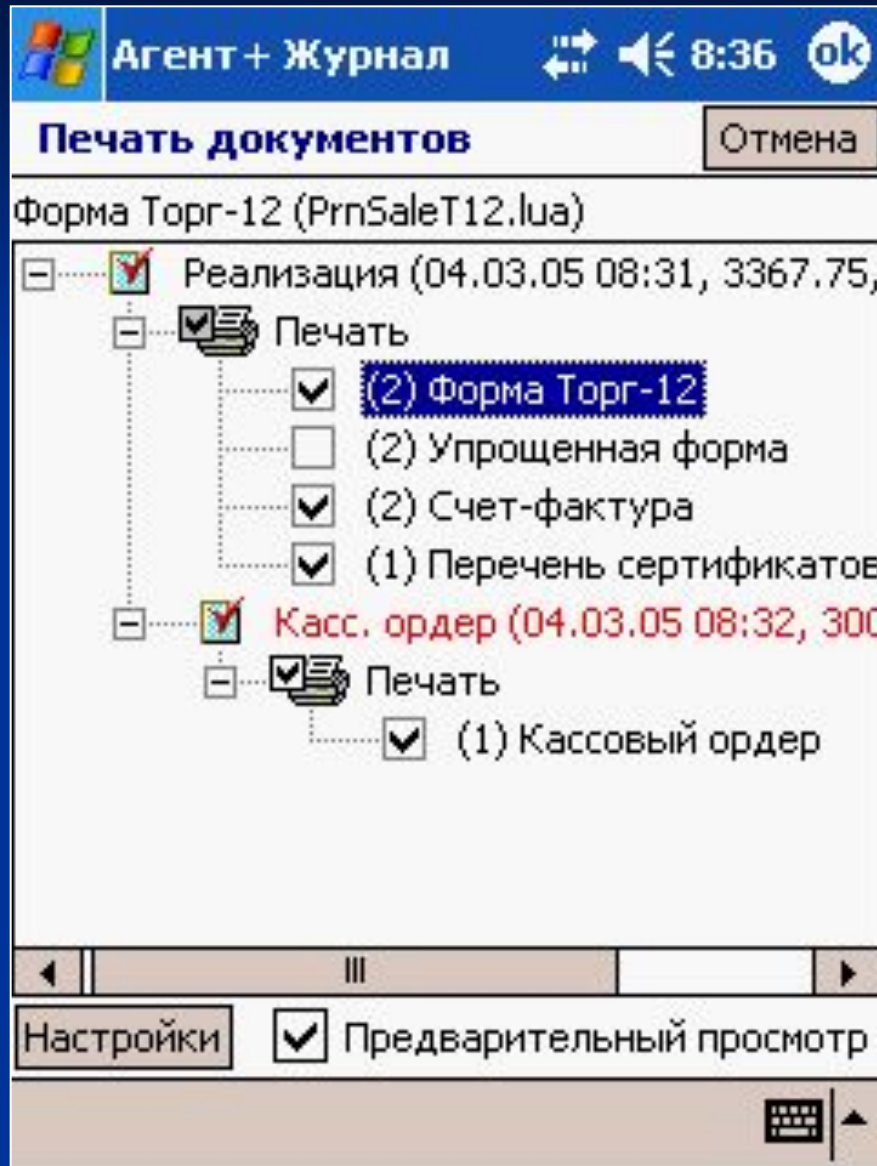 Агент+ Журнал 8:36 ok
Печать документов Отмена
Форма Торг-12 (PrnSaleT12.lua)
Реализация (04.03.05 08:31, 3367.75,
Печать
(2) Форма Торг-12
(2) Упрощенная форма
(2) Счет-фактура
(1) Перечень сертификатов
Касс. ордер (04.03.05 08:32, 300
Печать
(1) Кассовый ордер
Настройки Предварительный просмотр